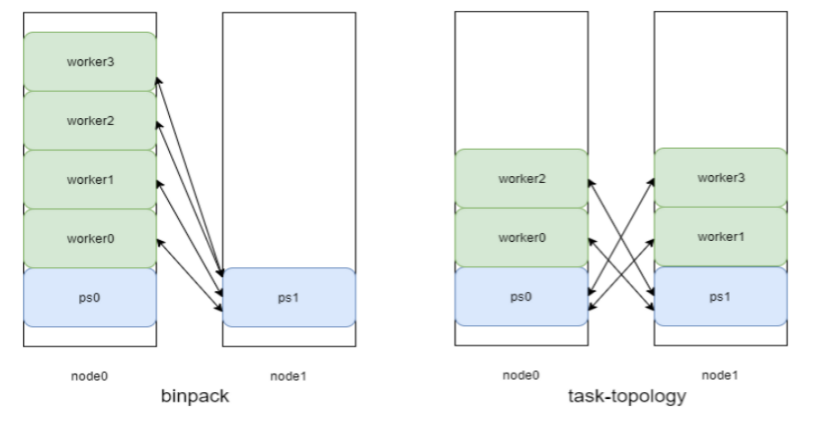 worker3
worker2
worker1
worker0
ps0
ps1
node0
node1
binpack
worker2
worker3
worker0
worker1
ps0
ps1
node0
node1
task-topology